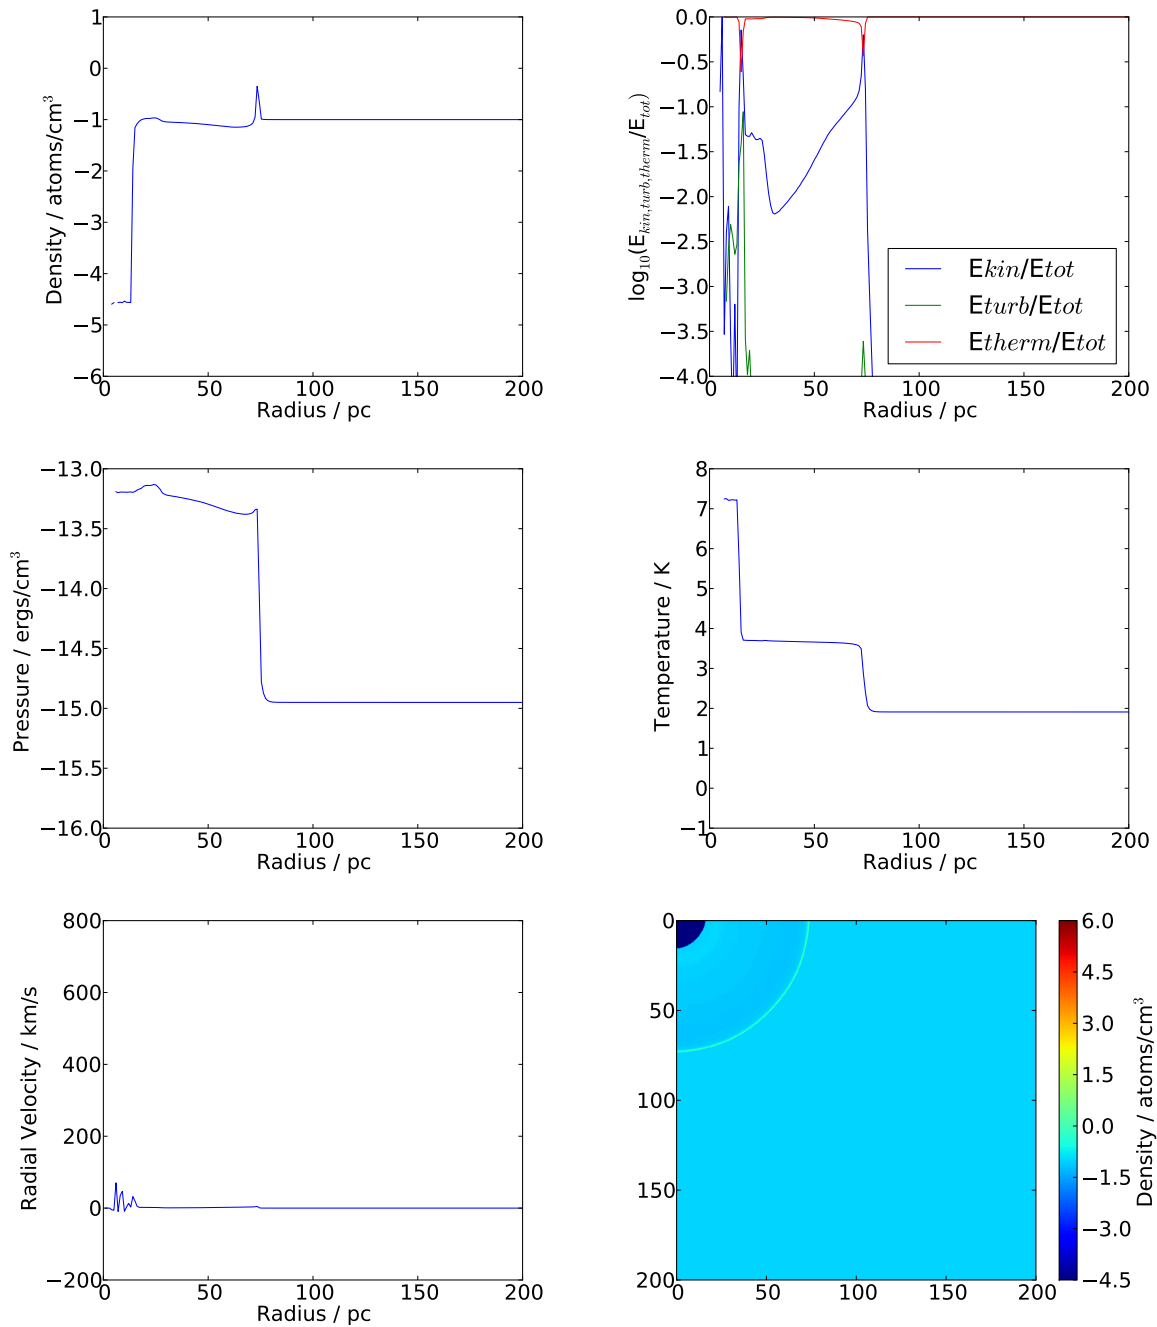 Density / atoms/cm³
1
0
−1
−2
−3
−4
−5
−6
0 50 100 150 200
Radius / pc
log₁₀(E_{kin,turb,therm}/E_{tot})
0.0
−0.5
−1.0
−1.5
−2.0
−2.5
−3.0
−3.5
−4.0
Ekin/Etot
Eturb/Etot
Etherm/Etot
0 50 100 150 200
Radius / pc
Pressure / ergs/cm³
−13.0
−13.5
−14.0
−14.5
−15.0
−15.5
−16.0
0 50 100 150 200
Radius / pc
Temperature / K
8
7
6
5
4
3
2
1
0
−1
0 50 100 150 200
Radius / pc
Radial Velocity / km/s
800
600
400
200
0
−200
0 50 100 150 200
Radius / pc
0
50
100
150
200
0 50 100 150 200
6.0
4.5
3.0
1.5
0.0
−1.5
−3.0
−4.5
Density / atoms/cm³